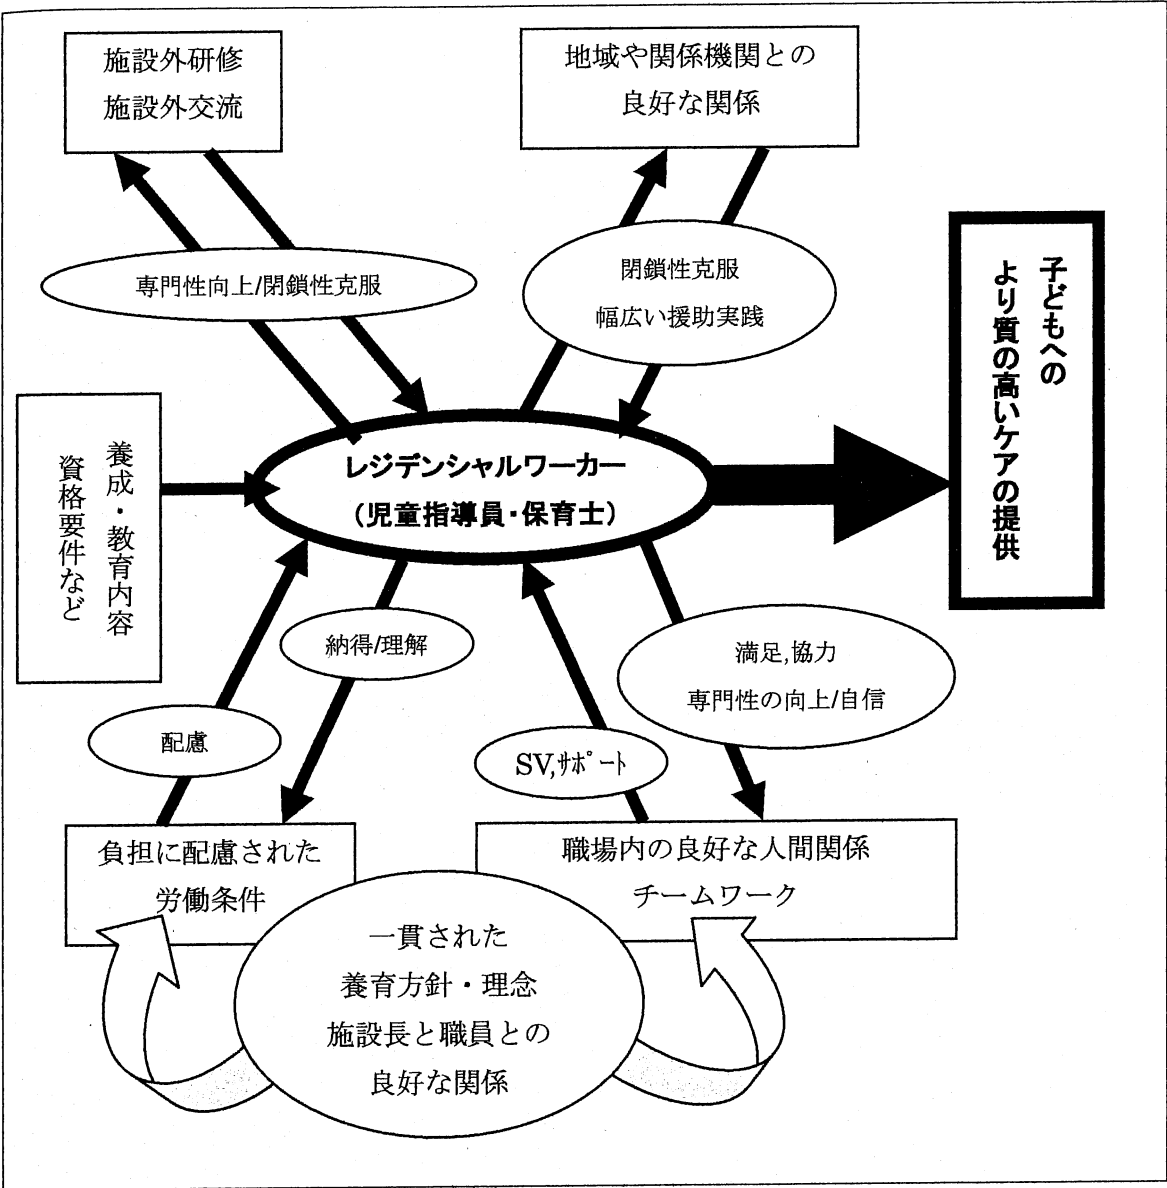 施設外研修
施設外交流
地域や関係機関との
良好な関係
専門性向上/閉鎖性克服
閉鎖性克服
幅広い援助実践
子どもへの
より質の高いケアの提供
養成・教育内容
資格要件など
レジデンシャルワーカー
（児童指導員・保育士）
納得/理解
満足,協力
専門性の向上/自信
配慮
SV,ｻﾎﾟｰﾄ
負担に配慮された
労働条件
職場内の良好な人間関係
チームワーク
一貫された
養育方針・理念
施設長と職員との
良好な関係